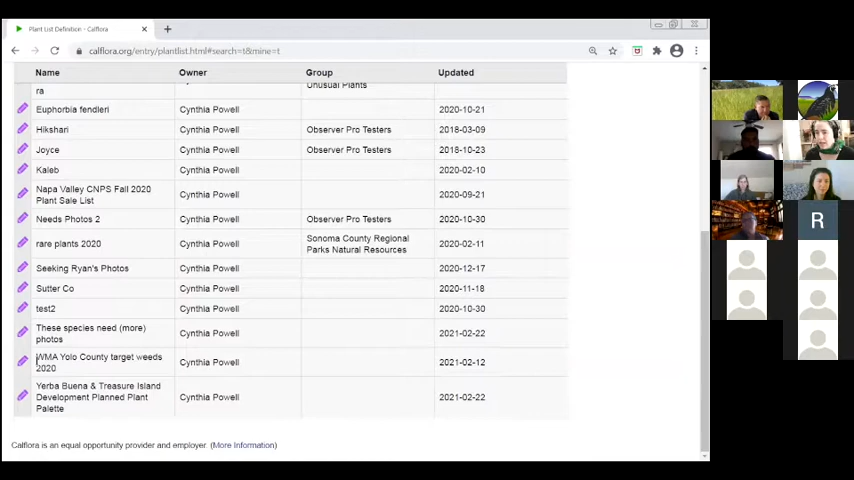 Plant List Definition - Calflora
calflora.org/entry/plantlist.html#search=t&mine=t
Name Owner Group Updated
ra Unusual Plants
Euphorbia fendleri Cynthia Powell 2020-10-21
Hikshari Cynthia Powell Observer Pro Testers 2018-03-09
Joyce Cynthia Powell Observer Pro Testers 2018-10-23
Kaleb Cynthia Powell 2020-02-10
Napa Valley CNPS Fall 2020
Plant Sale List Cynthia Powell 2020-09-21
Needs Photos 2 Cynthia Powell Observer Pro Testers 2020-10-30
rare plants 2020 Cynthia Powell Sonoma County Regional
Parks Natural Resources 2020-02-11
Seeking Ryan's Photos Cynthia Powell 2020-12-17
Sutter Co Cynthia Powell 2020-11-18
test2 Cynthia Powell 2020-10-30
These species need (more)
photos Cynthia Powell 2021-02-22
WMA Yolo County target weeds
2020 Cynthia Powell 2021-02-12
Yerba Buena & Treasure Island
Development Planned Plant
Palette Cynthia Powell 2021-02-22
Calflora is an equal opportunity provider and employer. (More Information)
R